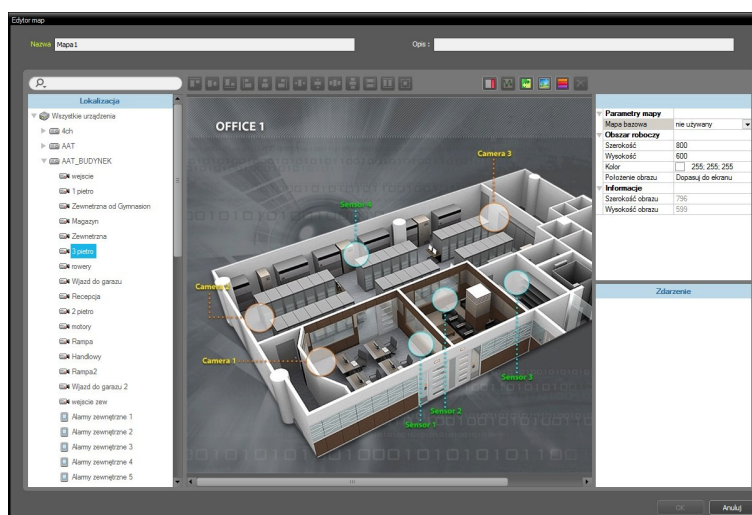 Edytor map
Nazwa Mapa1 Opis :
Lokalizacja
Wszystkie urządzenia
4ch
AAT
AAT_BUDYNEK
wejscie
1 pietro
Zewnetrzna od Gymnasion
Magazyn
Zewnetrzna
3 pietro
rowery
Wjazd do garazu
Recepcja
2 pietro
motory
Rampa
Handlowy
Rampa2
Wjazd do garazu 2
wejscie zew
Alarmy zewnętrzne 1
Alarmy zewnętrzne 2
Alarmy zewnętrzne 3
Alarmy zewnętrzne 4
Alarmy zewnętrzne 5
OFFICE 1
Camera 3
Sensor 4
Camera 2
Camera 1
Sensor 3
Sensor 2
Sensor 1
Parametry mapy
Mapa bazowa nie używany
Obszar roboczy
Szerokość 800
Wysokość 600
Kolor 255; 255; 255
Położenie obrazu Dopasuj do ekranu
Informacje
Szerokość obrazu 796
Wysokość obrazu 599
Zdarzenie
OK Anuluj